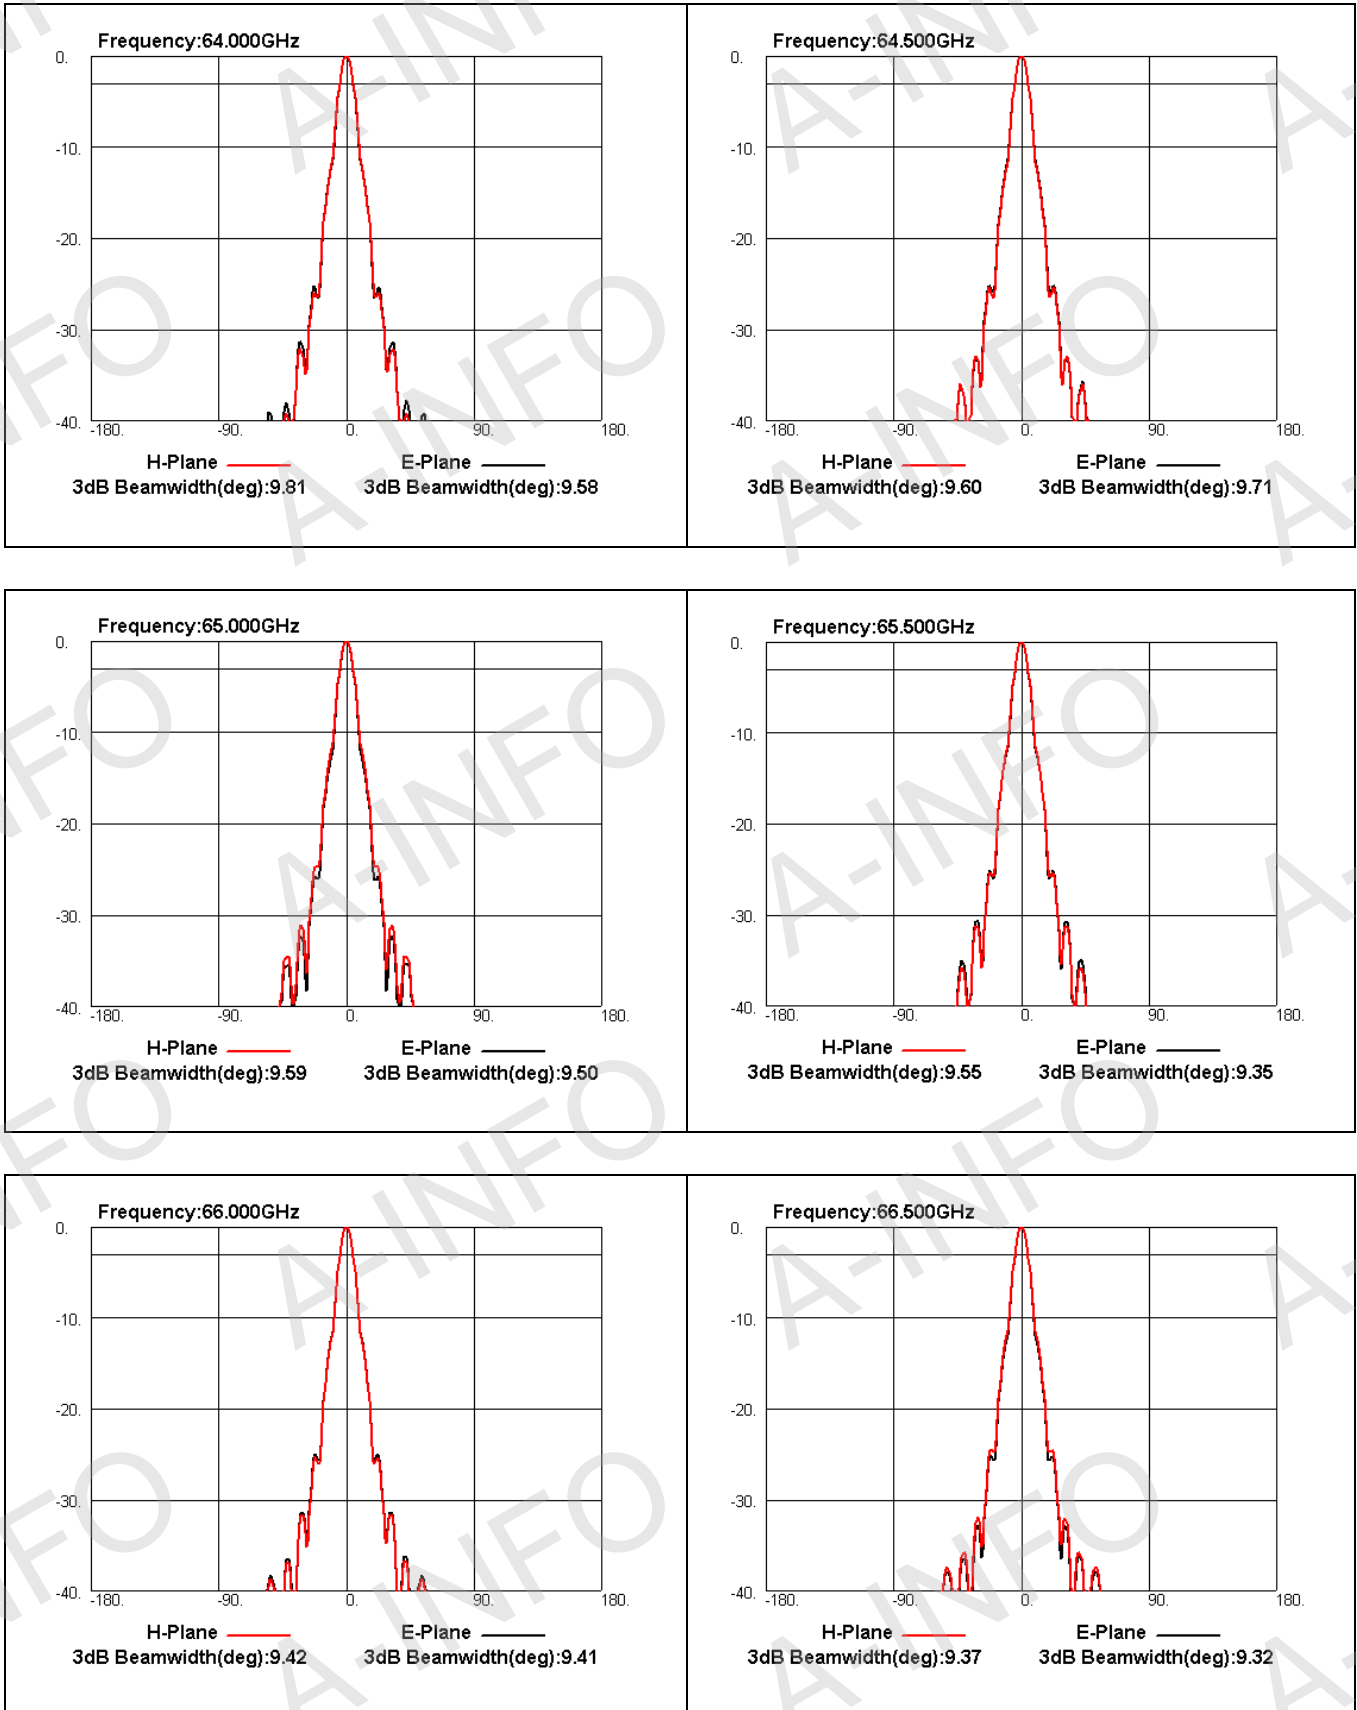 Frequency:64.000GHz
0.
-10.
-20.
-30.
-40.
-180.
-90.
0.
90.
180.
H-Plane
E-Plane
3dB Beamwidth(deg):9.81
3dB Beamwidth(deg):9.58
Frequency:64.500GHz
0.
-10.
-20.
-30.
-40.
-180.
-90.
0.
90.
180.
H-Plane
E-Plane
3dB Beamwidth(deg):9.60
3dB Beamwidth(deg):9.71
Frequency:65.000GHz
0.
-10.
-20.
-30.
-40.
-180.
-90.
0.
90.
180.
H-Plane
E-Plane
3dB Beamwidth(deg):9.59
3dB Beamwidth(deg):9.50
Frequency:65.500GHz
0.
-10.
-20.
-30.
-40.
-180.
-90.
0.
90.
180.
H-Plane
E-Plane
3dB Beamwidth(deg):9.55
3dB Beamwidth(deg):9.35
Frequency:66.000GHz
0.
-10.
-20.
-30.
-40.
-180.
-90.
0.
90.
180.
H-Plane
E-Plane
3dB Beamwidth(deg):9.42
3dB Beamwidth(deg):9.41
Frequency:66.500GHz
0.
-10.
-20.
-30.
-40.
-180.
-90.
0.
90.
180.
H-Plane
E-Plane
3dB Beamwidth(deg):9.37
3dB Beamwidth(deg):9.32
A-INFO
A-INFO
A-INFO
A-INFO
A-INFO
A-INFO
A-INFO
A-INFO